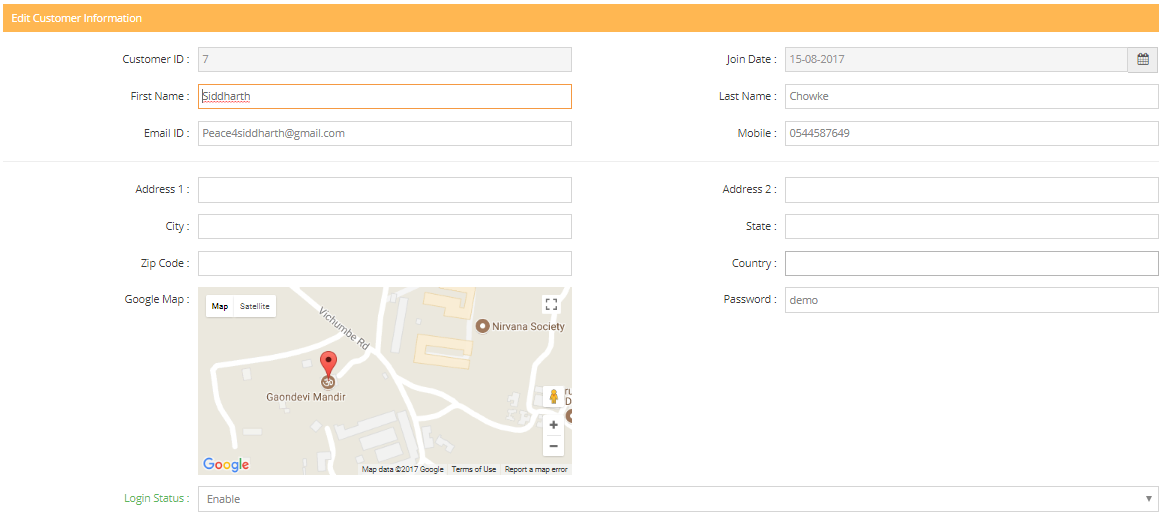 Edit Customer Information
Customer ID : 7
Join Date : 15-08-2017
First Name : Siddharth
Last Name : Chowke
Email ID : Peace4siddharth@gmail.com
Mobile : 0544587649
Address 1 :
Address 2 :
City :
State :
Zip Code :
Country :
Google Map :
Password : demo
Map Satellite
Vichumbe Rd
Nirvana Society
Gaondevi Mandir
Google
Map data ©2017 Google Terms of Use Report a map error
Login Status : Enable